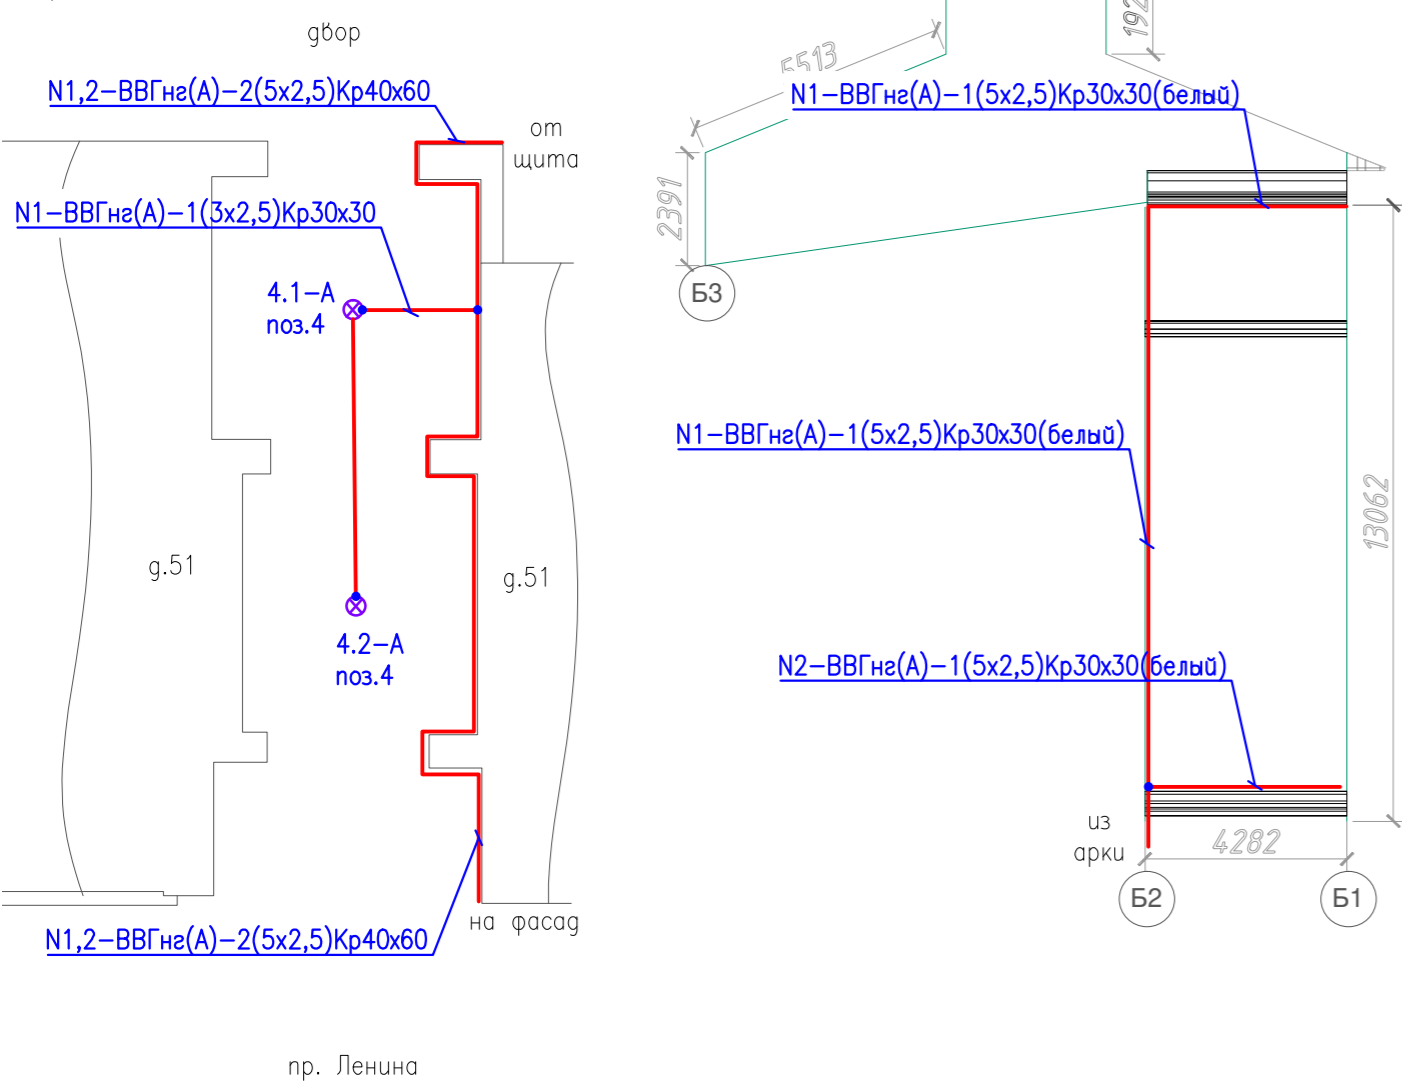 двор
N1,2-ВВГнг(А)-2(5х2,5)Кр40х60
от
щита
N1-ВВГнг(А)-1(3х2,5)Кр30х30
4.1-А
поз.4
д.51
д.51
4.2-А
поз.4
на фасад
N1,2-ВВГнг(А)-2(5х2,5)Кр40х60
пр. Ленина
5513
N1-ВВГнг(А)-1(5х2,5)Кр30х30(белый)
2391
Б3
N1-ВВГнг(А)-1(5х2,5)Кр30х30(белый)
13062
N2-ВВГнг(А)-1(5х2,5)Кр30х30(белый)
из
арки
4282
Б2
Б1